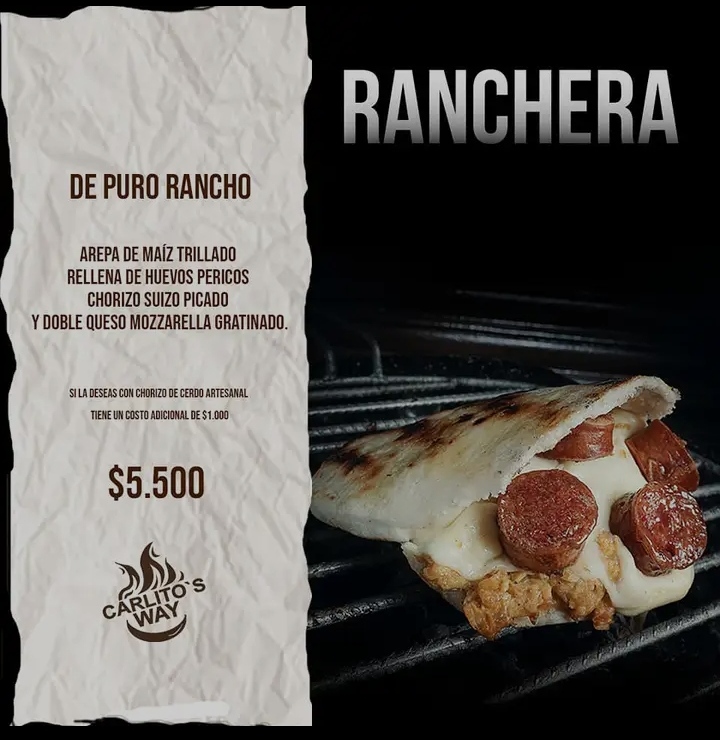 RANCHERA
DE PURO RANCHO
AREPA DE MAÍZ TRILLADO
RELLENA DE HUEVOS PERICOS
CHORIZO SUIZO PICADO
Y DOBLE QUESO MOZZARELLA GRATINADO.
SI LA DESEAS CON CHORIZO DE CERDO ARTESANAL
TIENE UN COSTO ADICIONAL DE $1.000
$5.500
CARLITO`S
WAY